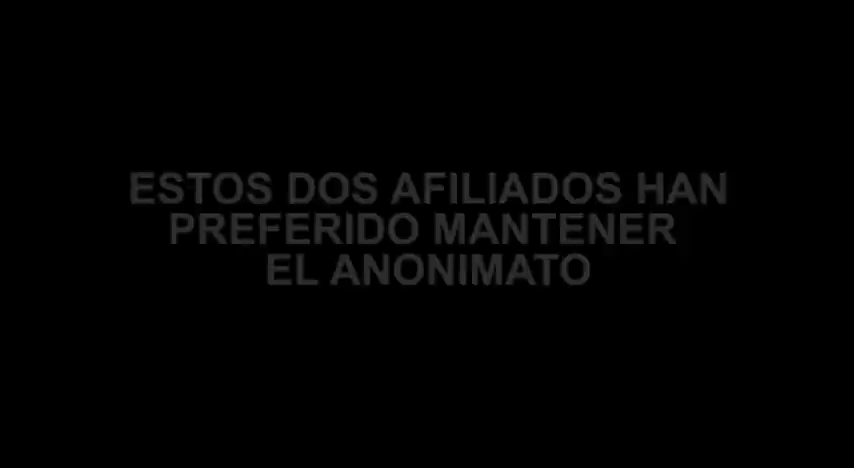 ESTOS DOS AFILIADOS HAN
PREFERIDO MANTENER
EL ANONIMATO